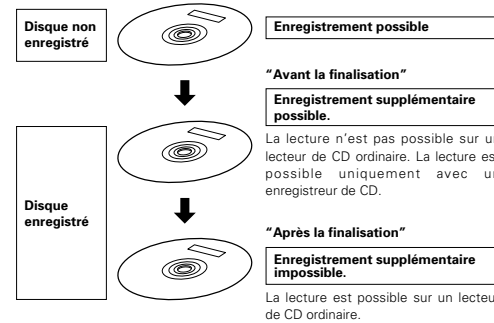 Disque non
enregistré
Enregistrement possible
“Avant la finalisation”
Enregistrement supplémentaire
possible.
La lecture n’est pas possible sur un
lecteur de CD ordinaire. La lecture est
possible uniquement avec un
enregistreur de CD.
Disque
enregistré
“Après la finalisation”
Enregistrement supplémentaire
impossible.
La lecture est possible sur un lecteur
de CD ordinaire.